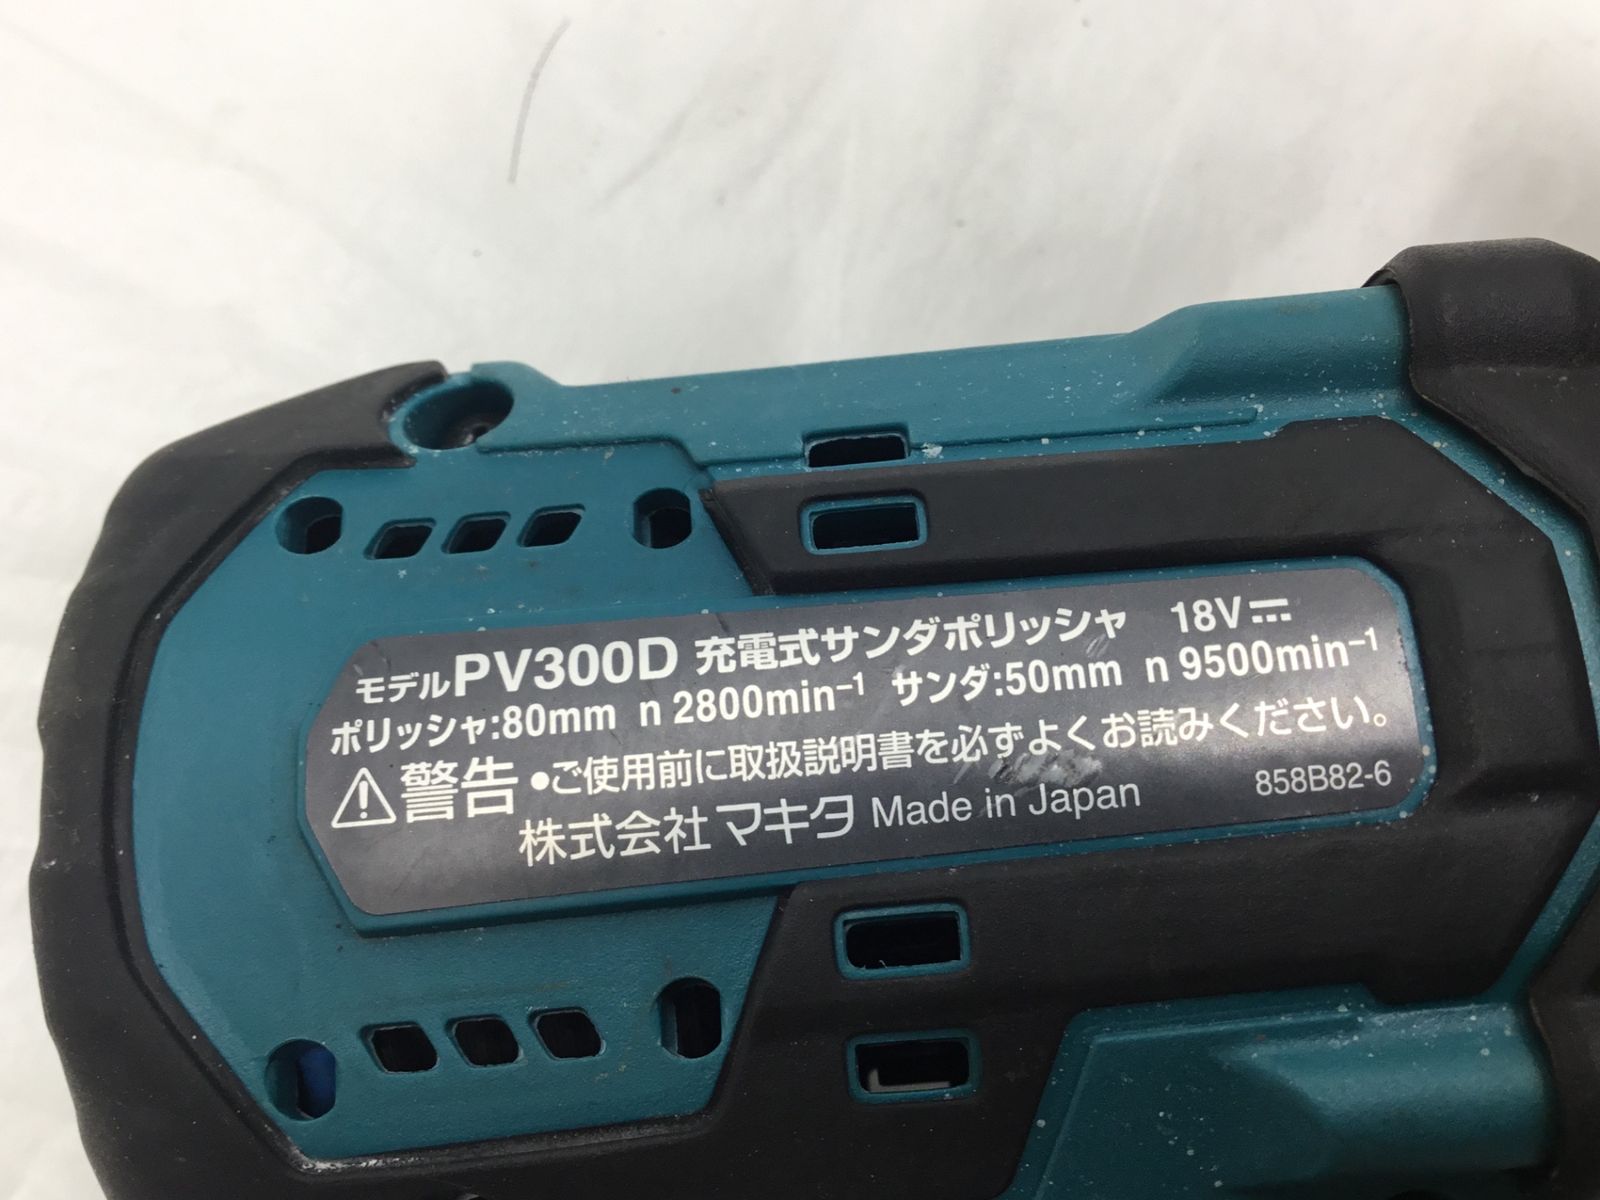 モデルPV300D 充電式サンダポリッシャ 18V⎓
ポリッシャ:80mm n 2800min⁻¹ サンダ:50mm n 9500min⁻¹
⚠警告 •ご使用前に取扱説明書を必ずよくお読みください。
株式会社マキタ Made in Japan 858B82-6